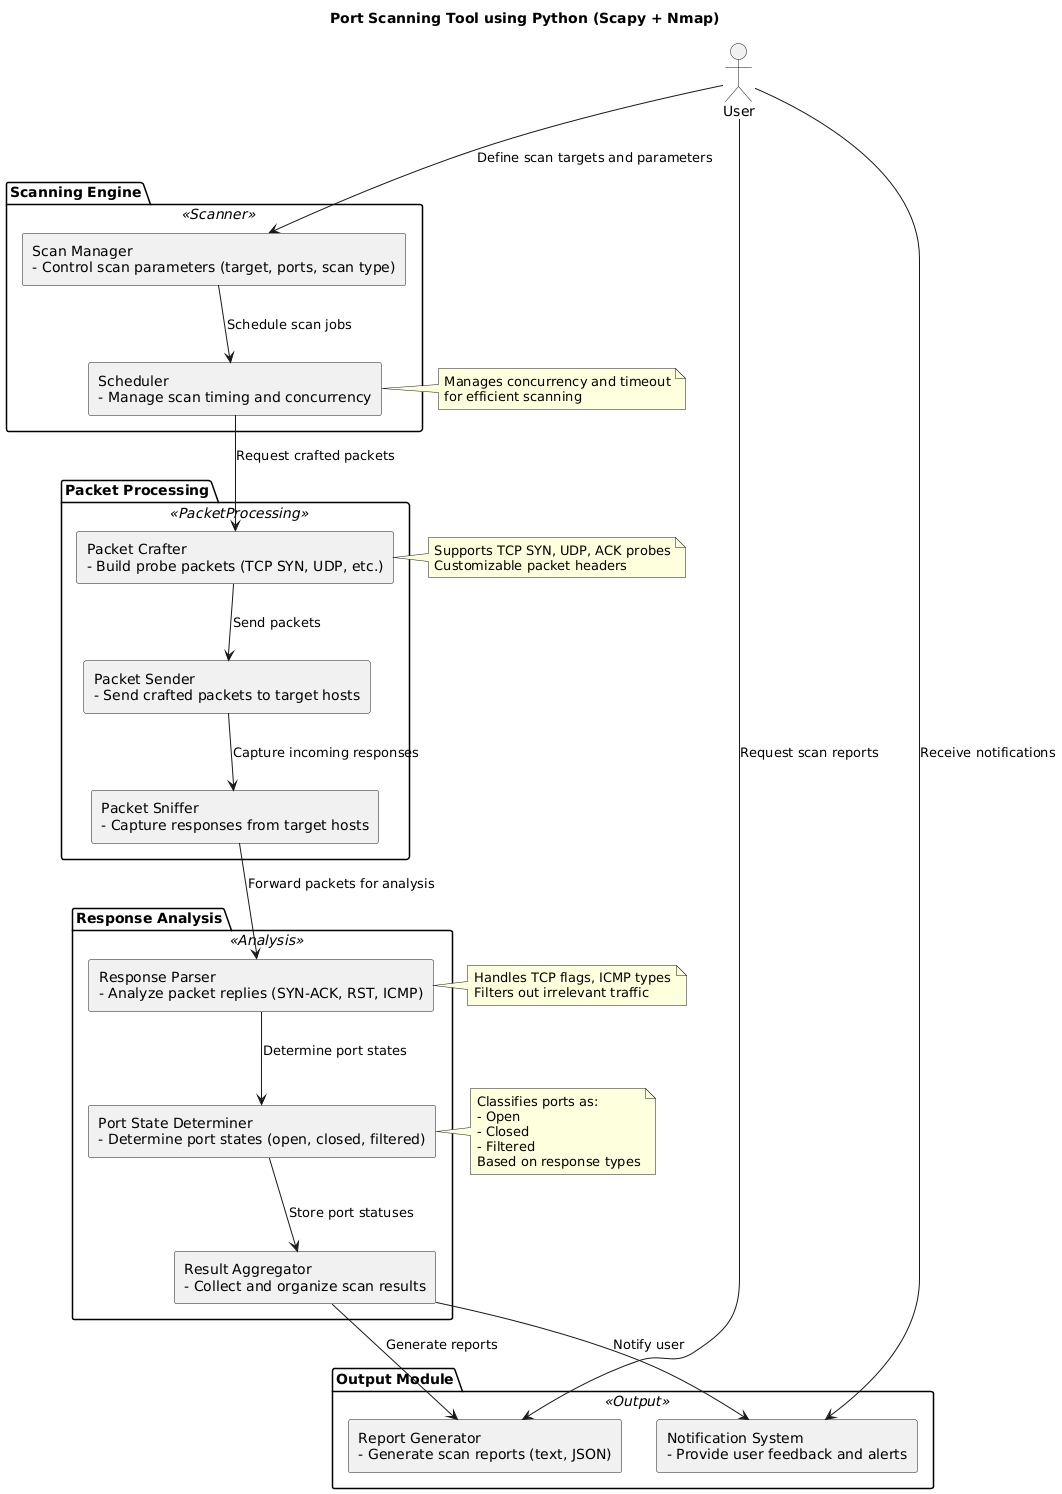 Port Scanning Tool using Python (Scapy + Nmap)
User
Define scan targets and parameters
Scanning Engine
«Scanner»
Scan Manager
- Control scan parameters (target, ports, scan type)
Schedule scan jobs
Scheduler
- Manage scan timing and concurrency
Manages concurrency and timeout
for efficient scanning
Request crafted packets
Packet Processing
«PacketProcessing»
Packet Crafter
- Build probe packets (TCP SYN, UDP, etc.)
Supports TCP SYN, UDP, ACK probes
Customizable packet headers
Send packets
Packet Sender
- Send crafted packets to target hosts
Capture incoming responses
Request scan reports
Receive notifications
Packet Sniffer
- Capture responses from target hosts
Forward packets for analysis
Response Analysis
«Analysis»
Response Parser
- Analyze packet replies (SYN-ACK, RST, ICMP)
Handles TCP flags, ICMP types
Filters out irrelevant traffic
Determine port states
Port State Determiner
- Determine port states (open, closed, filtered)
Classifies ports as:
- Open
- Closed
- Filtered
Based on response types
Store port statuses
Result Aggregator
- Collect and organize scan results
Generate reports
Notify user
Output Module
«Output»
Report Generator
- Generate scan reports (text, JSON)
Notification System
- Provide user feedback and alerts